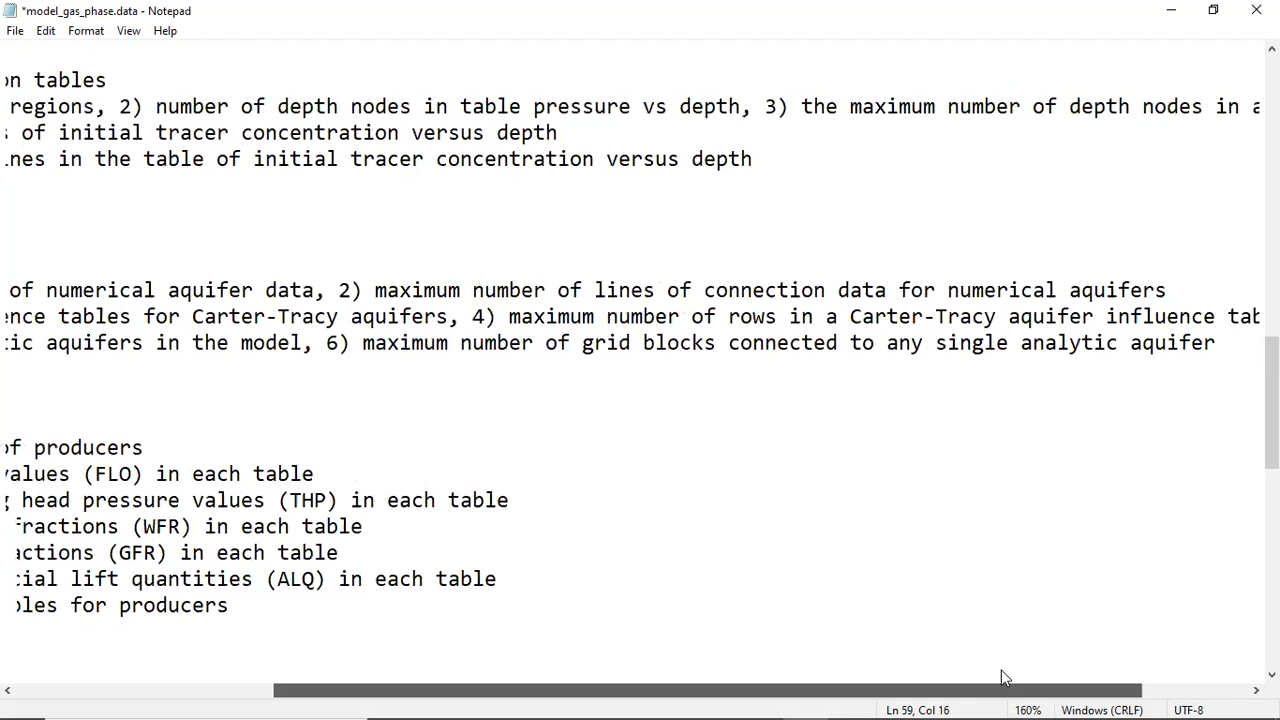 *model_gas_phase.data - Notepad
File Edit Format View Help
on tables
regions, 2) number of depth nodes in table pressure vs depth, 3) the maximum number of depth nodes in a
of initial tracer concentration versus depth
ines in the table of initial tracer concentration versus depth
of numerical aquifer data, 2) maximum number of lines of connection data for numerical aquifers
ence tables for Carter-Tracy aquifers, 4) maximum number of rows in a Carter-Tracy aquifer influence tab
tic aquifers in the model, 6) maximum number of grid blocks connected to any single analytic aquifer
of producers
values (FLO) in each table
g head pressure values (THP) in each table
fractions (WFR) in each table
actions (GFR) in each table
cial lift quantities (ALQ) in each table
bles for producers
Ln 59, Col 16 160% Windows (CRLF) UTF-8